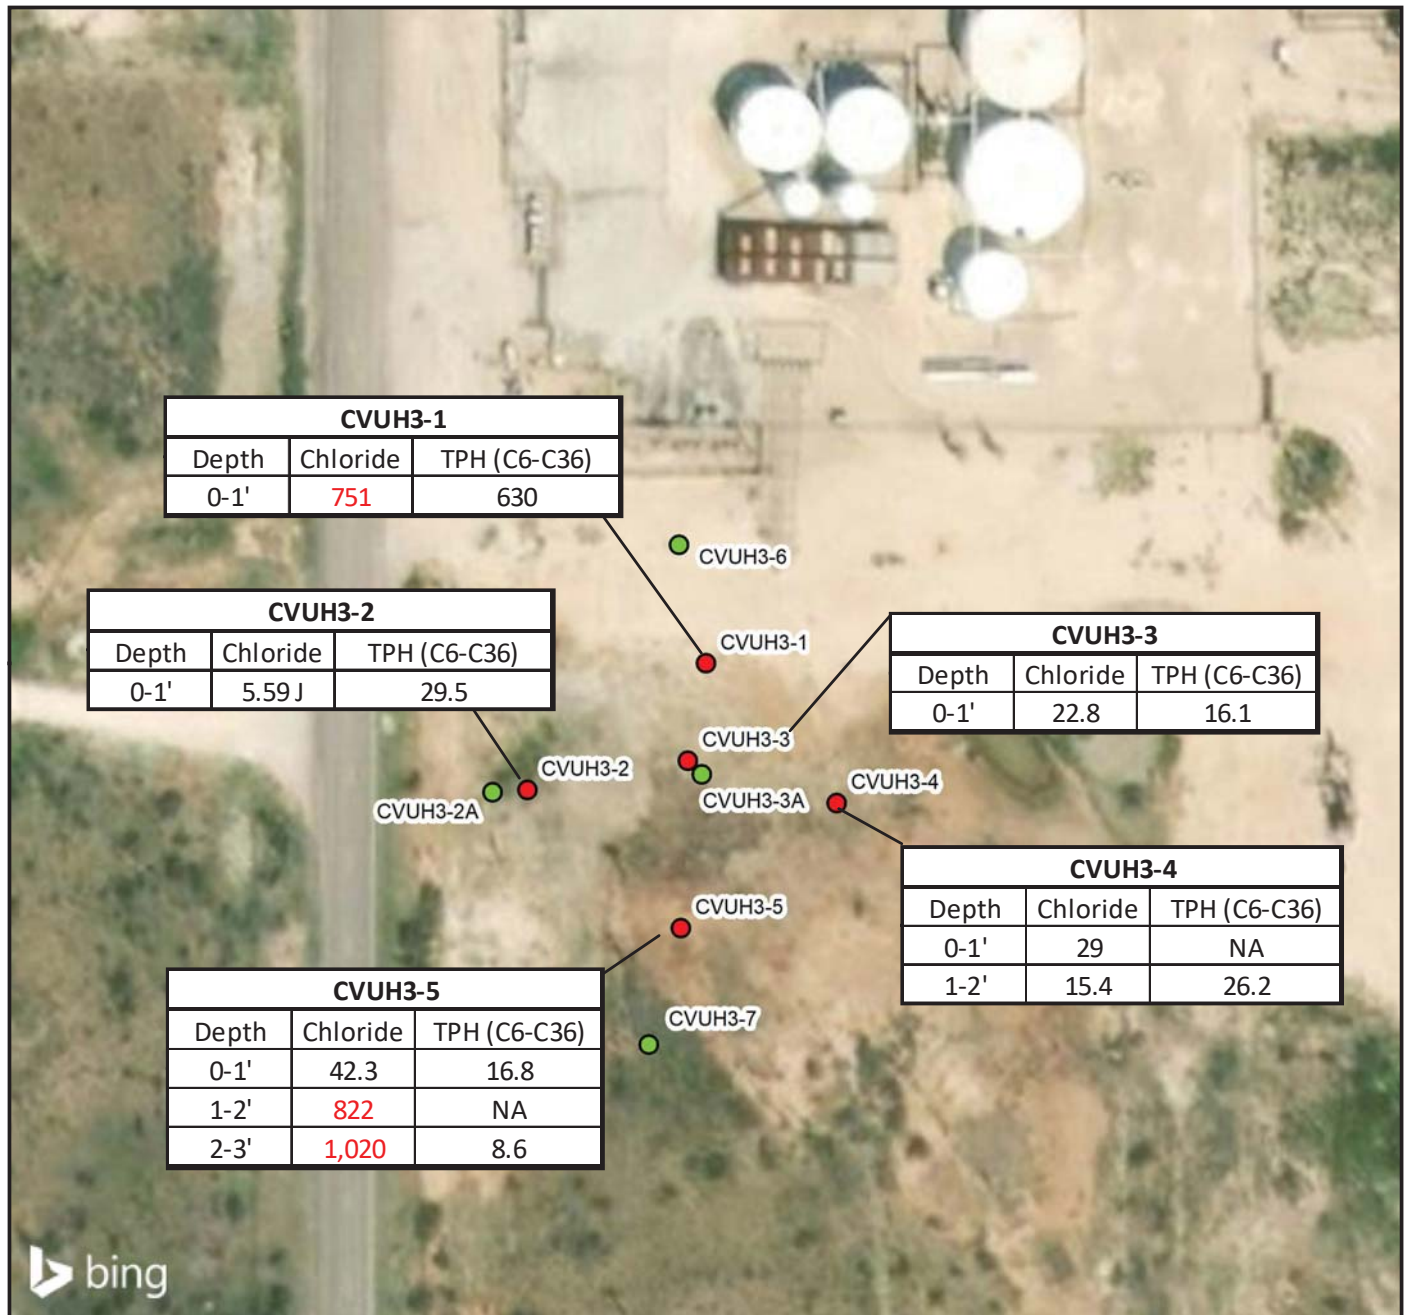 CVUH3-1
Depth Chloride TPH (C6-C36)
0-1' 751 630
CVUH3-6
CVUH3-2
Depth Chloride TPH (C6-C36)
0-1' 5.59 J 29.5
CVUH3-1
CVUH3-3
Depth Chloride TPH (C6-C36)
0-1' 22.8 16.1
CVUH3-3
CVUH3-2
CVUH3-2A
CVUH3-3A
CVUH3-4
CVUH3-4
Depth Chloride TPH (C6-C36)
0-1' 29 NA
1-2' 15.4 26.2
CVUH3-5
CVUH3-5
Depth Chloride TPH (C6-C36)
0-1' 42.3 16.8
1-2' 822 NA
2-3' 1,020 8.6
CVUH3-7
bing